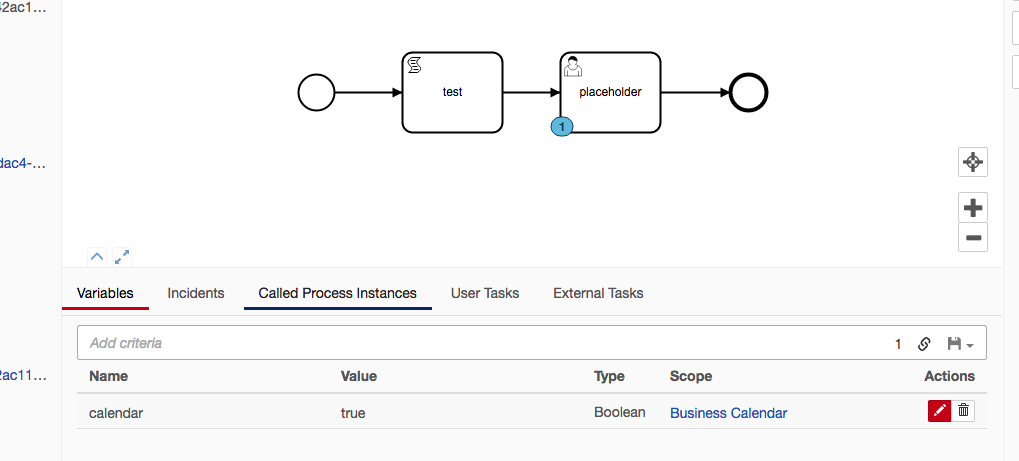 2ac1...
test
placeholder
1
dac4-...
Variables Incidents Called Process Instances User Tasks External Tasks
Add criteria 1
2ac11...
Name Value Type Scope Actions
calendar true Boolean Business Calendar